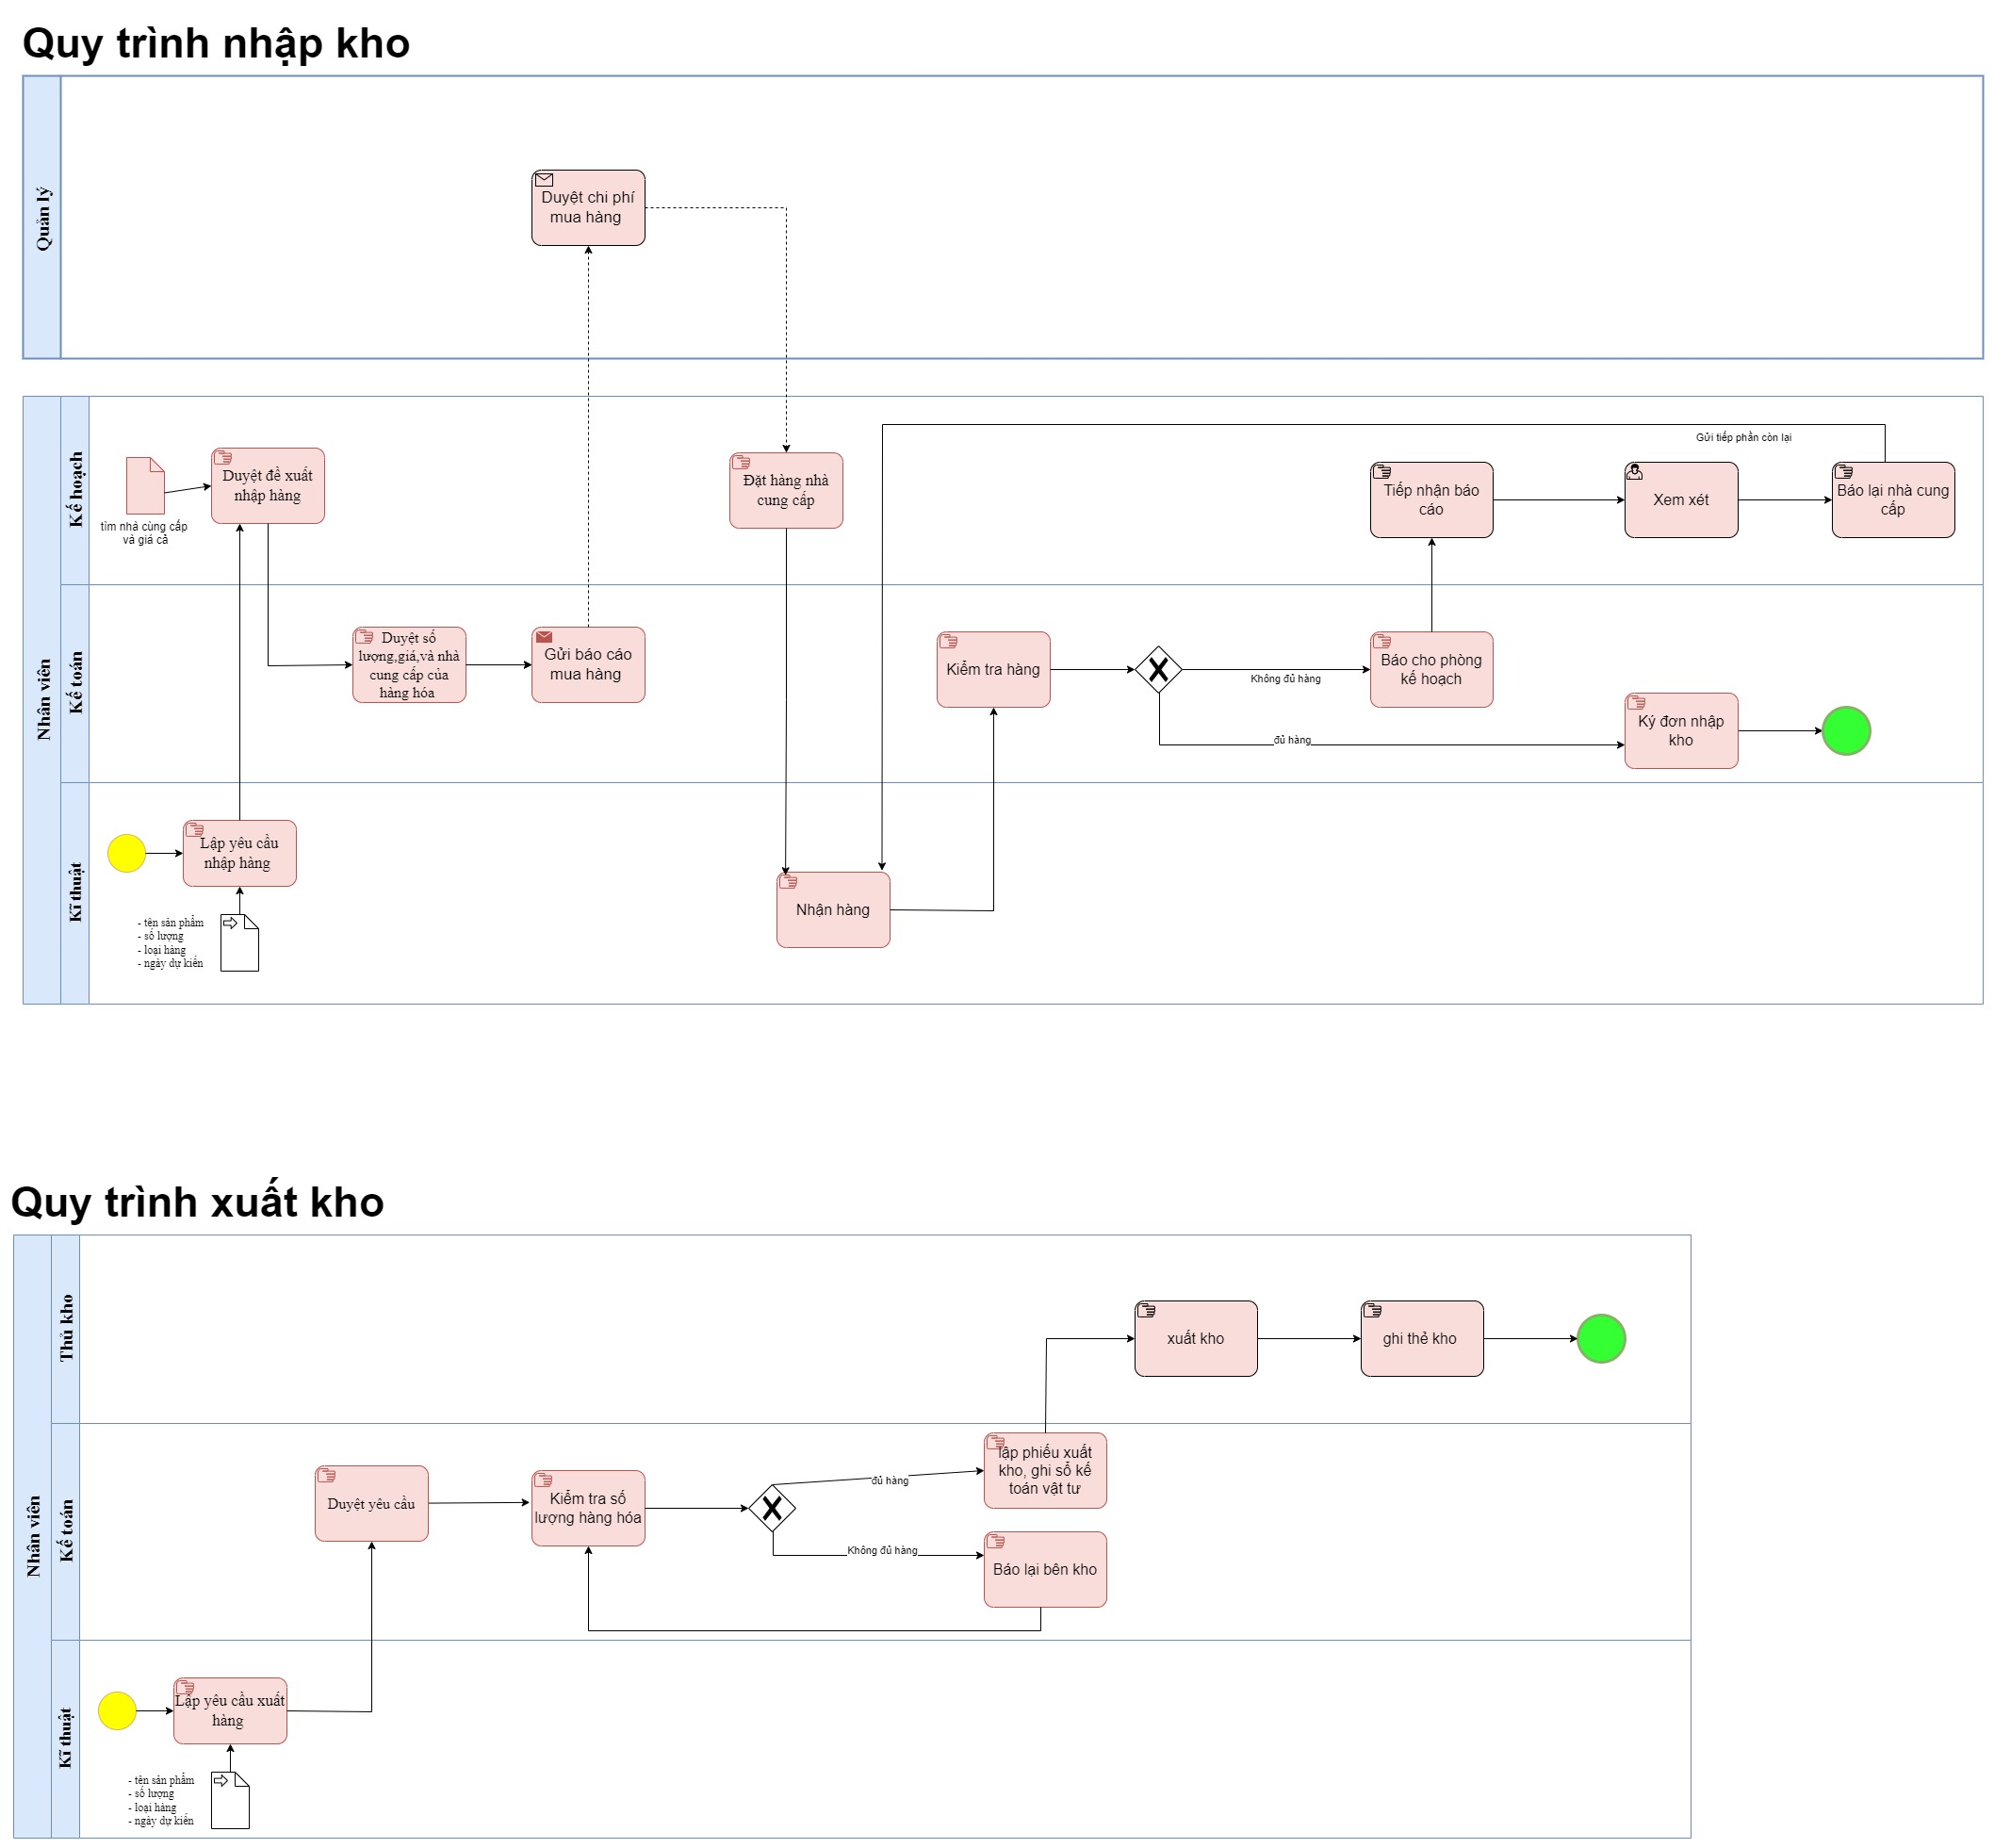 Quy trình nhập kho
Quản lý
Duyệt chi phí
mua hàng
Nhân viên
Kế hoạch
tìm nhà cùng cấp
và giá cả
Duyệt đề xuất
nhập hàng
Đặt hàng nhà
cung cấp
Gửi tiếp phần còn lại
Tiếp nhận báo
cáo
Xem xét
Báo lại nhà cung
cấp
Kế toán
Duyệt số
lượng,giá,và nhà
cung cấp của
hàng hóa
Gửi báo cáo
mua hàng
Kiểm tra hàng
Không đủ hàng
Báo cho phòng
kế hoạch
đủ hàng
Ký đơn nhập
kho
Kĩ thuật
Lập yêu cầu
nhập hàng
- tên sản phẩm
- số lượng
- loại hàng
- ngày dự kiến
Nhận hàng
Quy trình xuất kho
Nhân viên
Thủ kho
xuất kho
ghi thẻ kho
Kế toán
Duyệt yêu cầu
Kiểm tra số
lượng hàng hóa
đủ hàng
lập phiếu xuất
kho, ghi sổ kế
toán vật tư
Không đủ hàng
Báo lại bên kho
Kĩ thuật
Lập yêu cầu xuất
hàng
- tên sản phẩm
- số lượng
- loại hàng
- ngày dự kiến